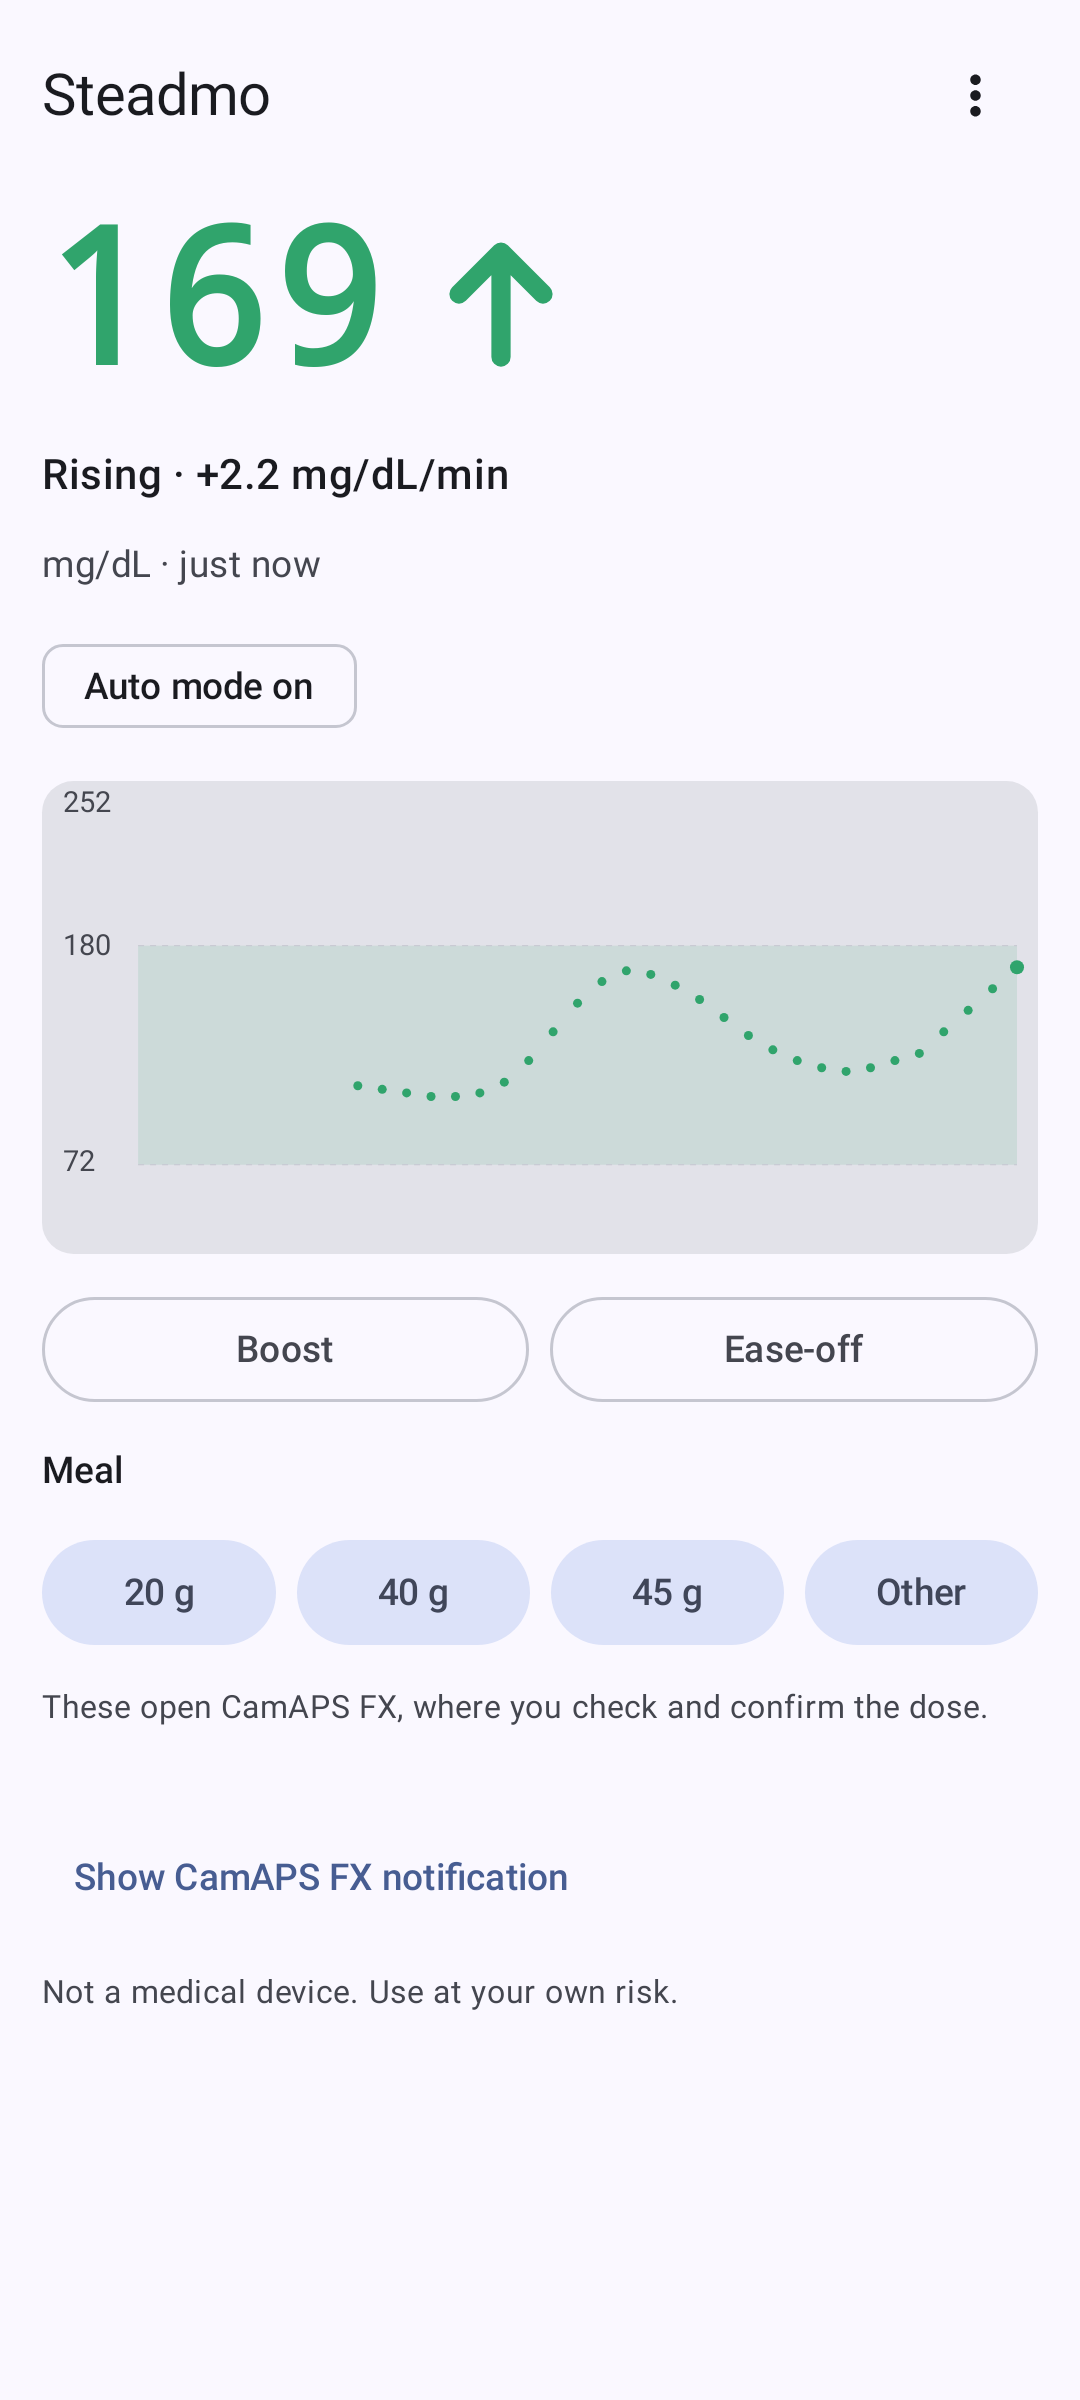 Steadmo
169
Rising · +2.2 mg/dL/min
mg/dL · just now
Auto mode on
252
180
72
Boost
Ease-off
Meal
20 g
40 g
45 g
Other
These open CamAPS FX, where you check and confirm the dose.
Show CamAPS FX notification
Not a medical device. Use at your own risk.